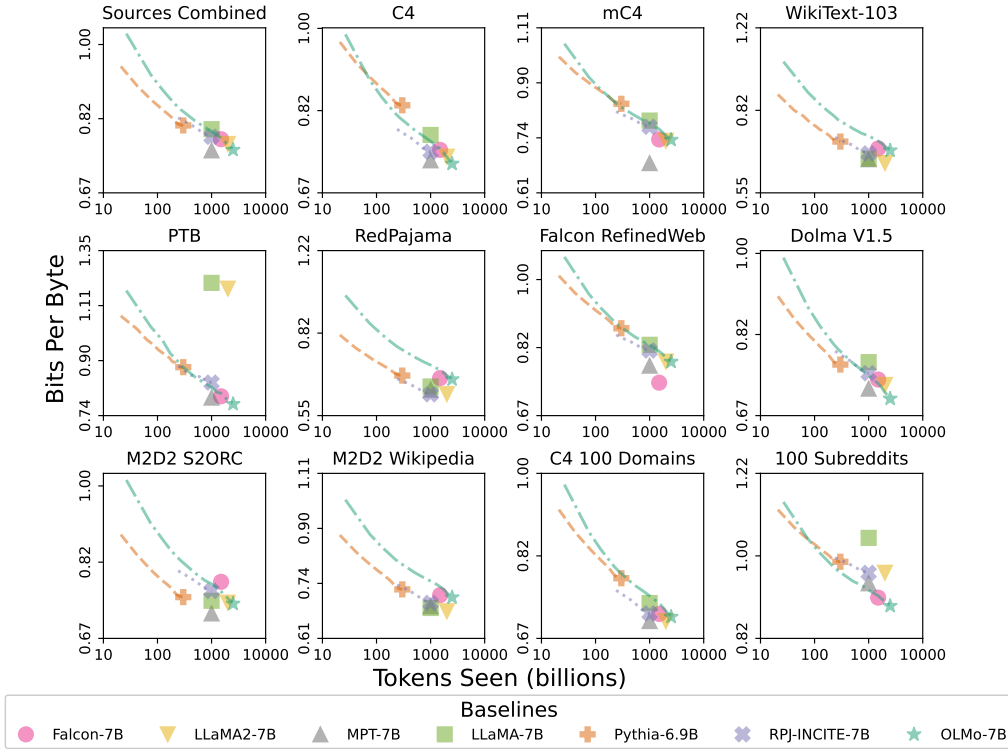 Sources Combined
C4
mC4
WikiText-103
1.00
0.82
0.67
10 100 1000 10000
1.00
0.82
0.67
10 100 1000 10000
1.11
0.90
0.74
0.61
10 100 1000 10000
1.22
0.82
0.55
10 100 1000 10000
PTB
RedPajama
Falcon RefinedWeb
Dolma V1.5
Bits Per Byte
1.35
1.11
0.90
0.74
10 100 1000 10000
1.22
0.82
0.55
10 100 1000 10000
1.00
0.82
0.67
10 100 1000 10000
1.00
0.82
0.67
10 100 1000 10000
M2D2 S2ORC
M2D2 Wikipedia
C4 100 Domains
100 Subreddits
1.00
0.82
0.67
10 100 1000 10000
1.11
0.90
0.74
0.61
10 100 1000 10000
1.00
0.82
0.67
10 100 1000 10000
1.22
1.00
0.82
10 100 1000 10000
Tokens Seen (billions)
Baselines
Falcon-7B LLaMA2-7B MPT-7B LLaMA-7B Pythia-6.9B RPJ-INCITE-7B OLMo-7B